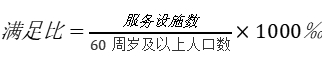 满足比 = 服务设施数 / 60 周岁及以上人口数 × 1000‰